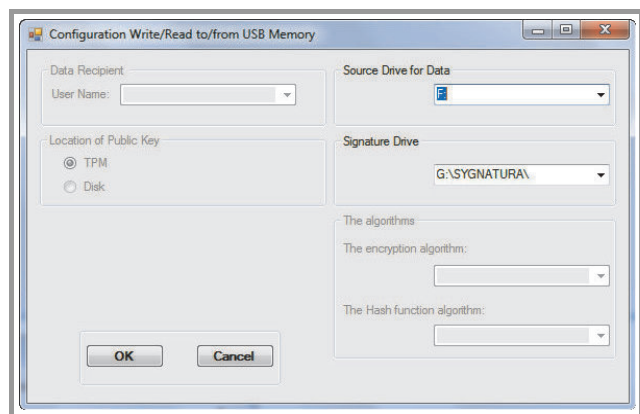 Configuration Write/Read to/from USB Memory
Data Recipient
User Name:
Source Drive for Data
F:
Location of Public Key
TPM
Disk
Signature Drive
G:\SYGNATURA\
The algorithms
The encryption algorithm:
The Hash function algorithm:
OK
Cancel